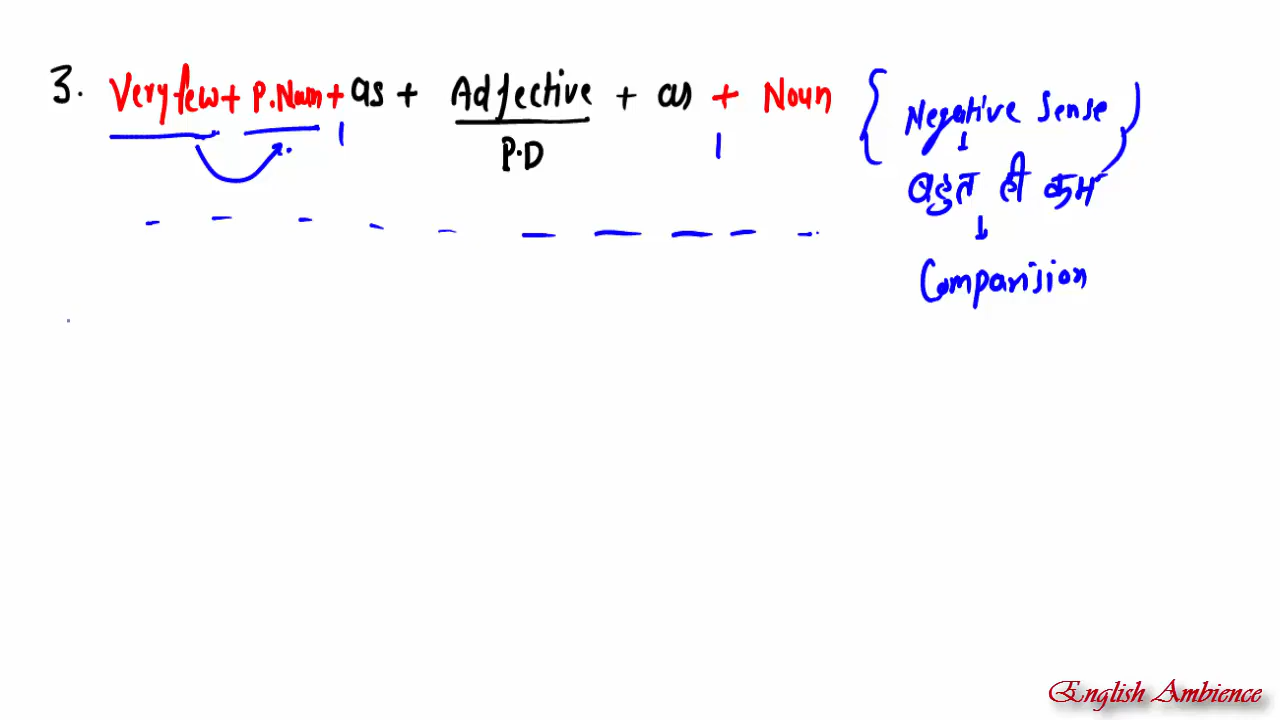 3. Very few + P.Num + as + Adjective + as + Noun
P.D
Negative Sense
बहुत ही कम
Comparision
English Ambience